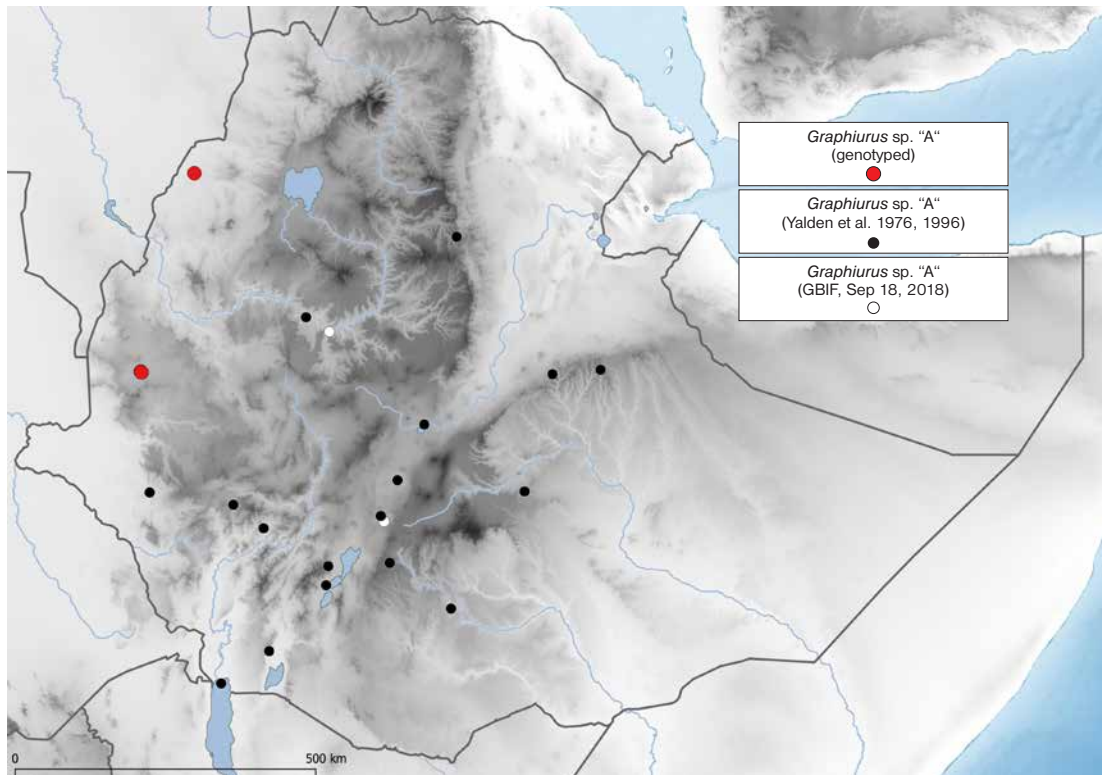 Graphiurus sp. "A"
(genotyped)
Graphiurus sp. "A"
(Yalden et al. 1976, 1996)
Graphiurus sp. "A"
(GBIF, Sep 18, 2018)
0 500 km